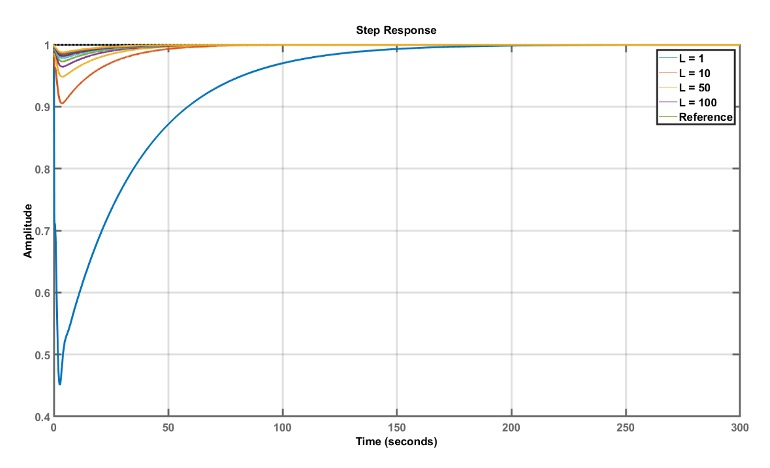 Step Response
1
0.9
0.8
0.7
0.6
0.5
0.4
Amplitude
0 50 100 150 200 250 300
Time (seconds)
L = 1
L = 10
L = 50
L = 100
Reference